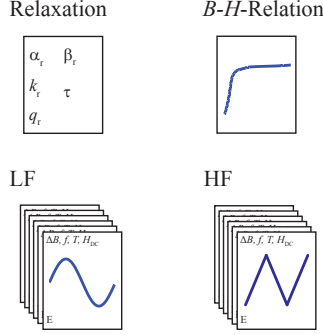 Relaxation
B-H-Relation
αr βr
kr τ
qr
LF
HF
ΔB, f, T, HDC
E
ΔB, f, T, HDC
E